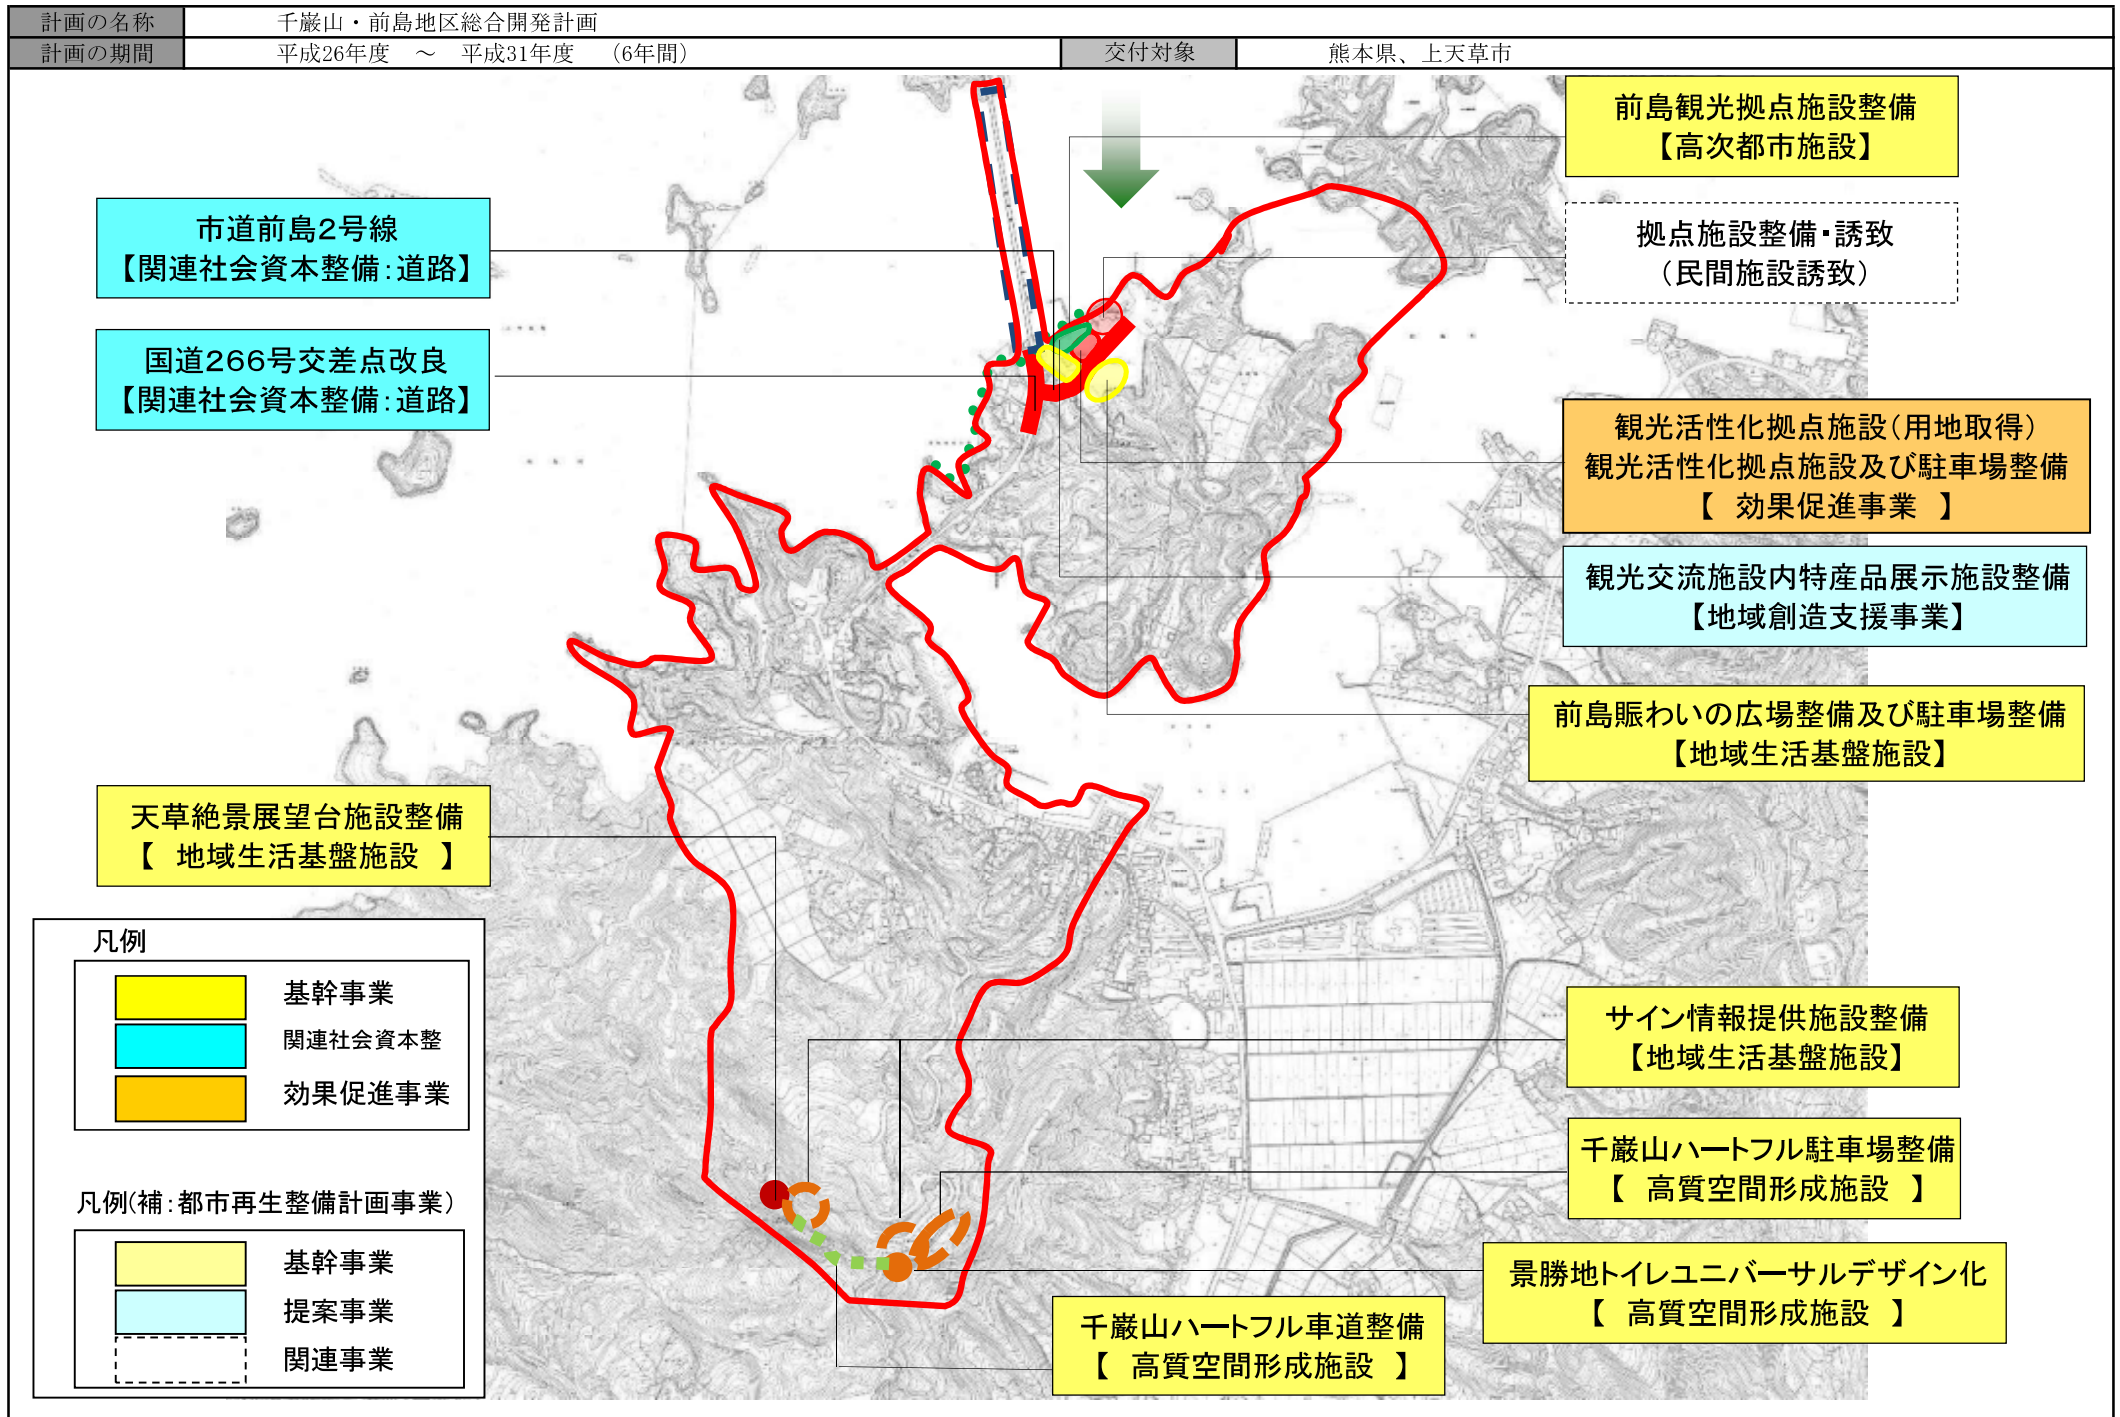 計画の名称 千巌山・前島地区総合開発計画
計画の期間 平成26年度 ～ 平成31年度 （6年間） 交付対象 熊本県、上天草市
前島観光拠点施設整備
【高次都市施設】
市道前島2号線
【関連社会資本整備：道路】
拠点施設整備・誘致
（民間施設誘致）
国道266号交差点改良
【関連社会資本整備：道路】
観光活性化拠点施設（用地取得）
観光活性化拠点施設及び駐車場整備
【 効果促進事業 】
観光交流施設内特産品展示施設整備
【地域創造支援事業】
前島賑わいの広場整備及び駐車場整備
【地域生活基盤施設】
天草絶景展望台施設整備
【 地域生活基盤施設 】
凡例
基幹事業
関連社会資本整
効果促進事業
凡例(補：都市再生整備計画事業）
基幹事業
提案事業
関連事業
サイン情報提供施設整備
【地域生活基盤施設】
千巌山ハートフル駐車場整備
【 高質空間形成施設 】
景勝地トイレユニバーサルデザイン化
【 高質空間形成施設 】
千巌山ハートフル車道整備
【 高質空間形成施設 】